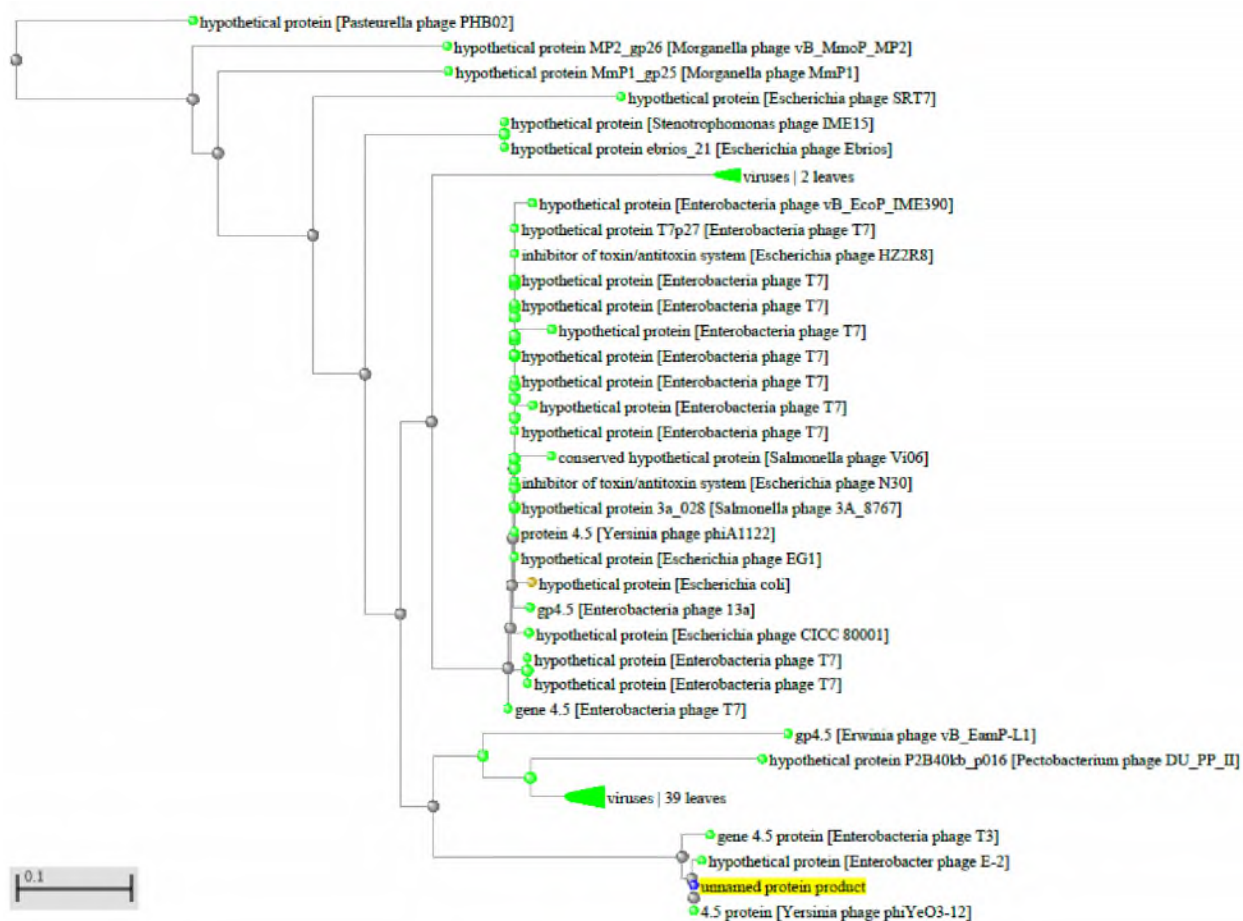 hypothetical protein [Pasteurella phage PHB02]
hypothetical protein MP2_gp26 [Morganella phage vB_MmoP_MP2]
hypothetical protein MmP1_gp25 [Morganella phage MmP1]
hypothetical protein [Escherichia phage SRT7]
hypothetical protein [Stenotrophomonas phage IME15]
hypothetical protein ebrios_21 [Escherichia phage Ebrios]
viruses | 2 leaves
hypothetical protein [Enterobacteria phage vB_EcoP_IME390]
hypothetical protein T7p27 [Enterobacteria phage T7]
inhibitor of toxin/antitoxin system [Escherichia phage HZ2R8]
hypothetical protein [Enterobacteria phage T7]
hypothetical protein [Enterobacteria phage T7]
hypothetical protein [Enterobacteria phage T7]
hypothetical protein [Enterobacteria phage T7]
hypothetical protein [Enterobacteria phage T7]
hypothetical protein [Enterobacteria phage T7]
hypothetical protein [Enterobacteria phage T7]
conserved hypothetical protein [Salmonella phage Vi06]
inhibitor of toxin/antitoxin system [Escherichia phage N30]
hypothetical protein 3a_028 [Salmonella phage 3A_8767]
protein 4.5 [Yersinia phage phiA1122]
hypothetical protein [Escherichia phage EG1]
hypothetical protein [Escherichia coli]
gp4.5 [Enterobacteria phage 13a]
hypothetical protein [Escherichia phage CICC 80001]
hypothetical protein [Enterobacteria phage T7]
hypothetical protein [Enterobacteria phage T7]
gene 4.5 [Enterobacteria phage T7]
gp4.5 [Erwinia phage vB_EamP-L1]
hypothetical protein P2B40kb_p016 [Pectobacterium phage DU_PP_II]
viruses | 39 leaves
gene 4.5 protein [Enterobacteria phage T3]
hypothetical protein [Enterobacter phage E-2]
unnamed protein product
4.5 protein [Yersinia phage phiYeO3-12]
0.1